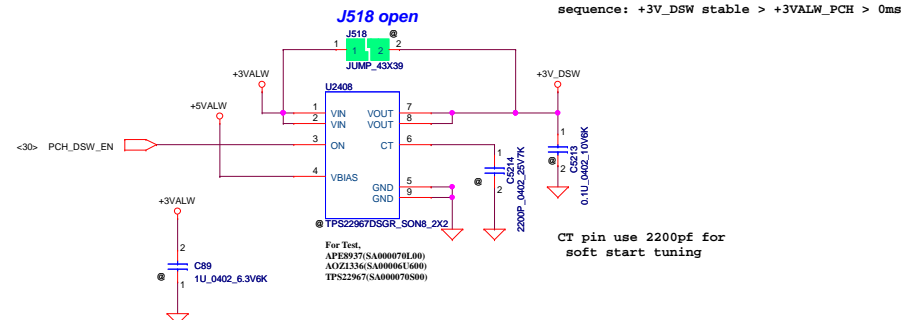 sequence: +3V_DSW stable > +3VALW_PCH > 0ms
J518 open
J518 @
1 1 2 2
JUMP_43X39
+3VALW
+3V_DSW
U2408
+5VALW
1 VIN VOUT 7
2 VIN VOUT 8
<30> PCH_DSW_EN
3 ON CT 6
4 VBIAS
GND 5
GND 9
@ TPS22967DSGR_SON8_2X2
1
@
2
C5214
2200P_0402_25V7K
1
@
2
C5213
0.1U_0402_10V6K
+3VALW
2
@
1
C89
1U_0402_6.3V6K
For Test,
APE8937(SA000070L00)
AOZ1336(SA00006U600)
TPS22967(SA000070S00)
CT pin use 2200pf for
soft start tuning